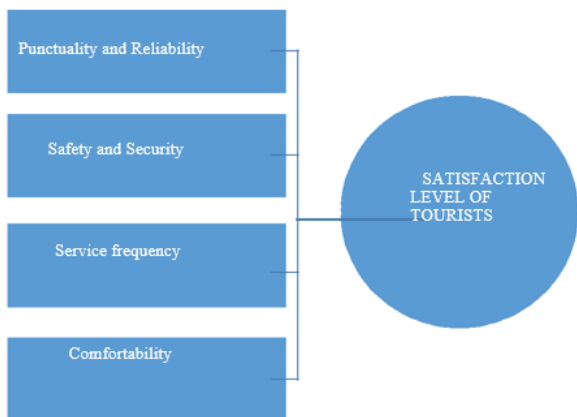 Punctuality and Reliability
Safety and Security
Service frequency
Comfortability
SATISFACTION
LEVEL OF
TOURISTS